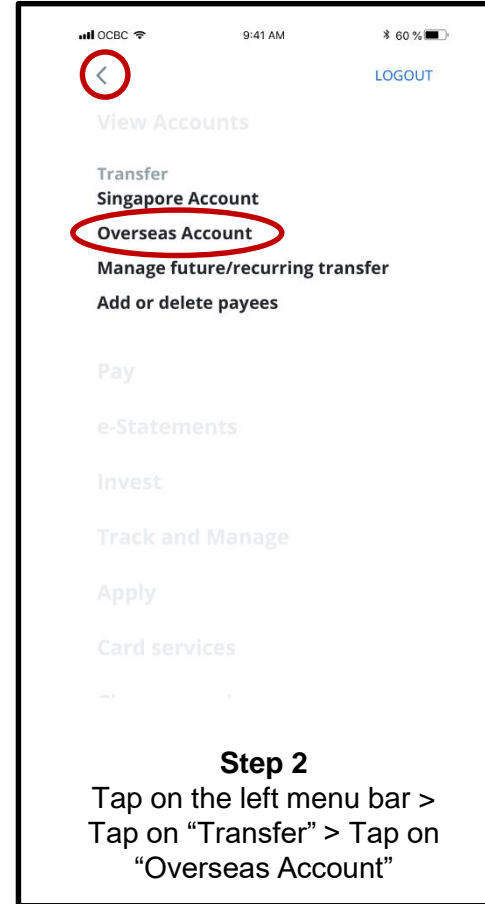 OCBC 9:41 AM 60 %
LOGOUT
View Accounts
Transfer
Singapore Account
Overseas Account
Manage future/recurring transfer
Add or delete payees
Pay
e-Statements
Invest
Track and Manage
Apply
Card services
Step 2
Tap on the left menu bar >
Tap on “Transfer” > Tap on
“Overseas Account”